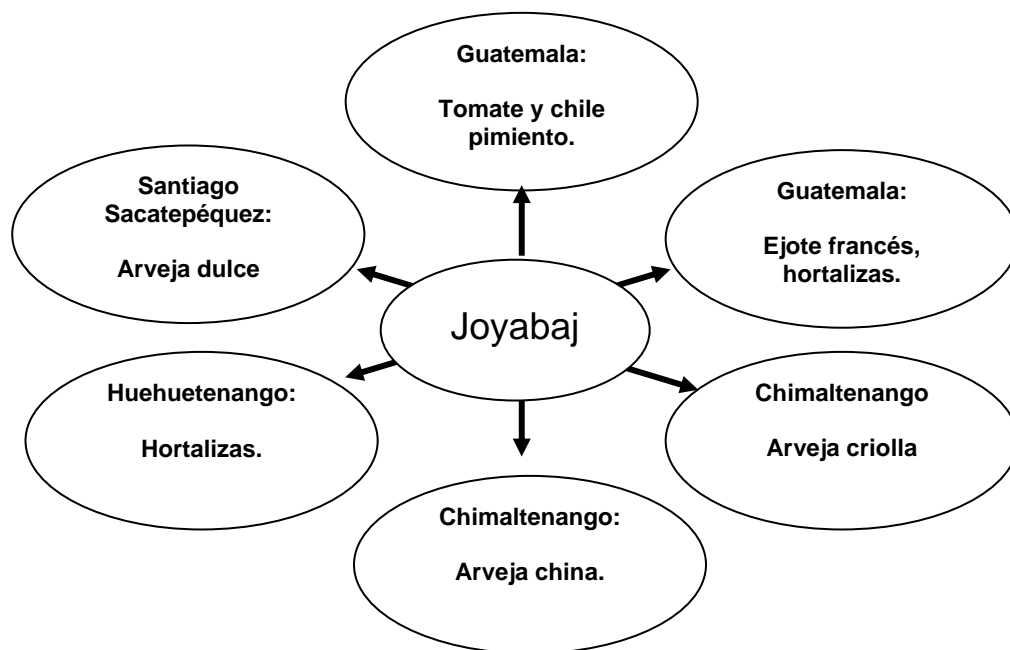 Guatemala:
Tomate y chile
pimiento.
Santiago
Sacatepéquez:
Arveja dulce
Guatemala:
Ejote francés,
hortalizas.
Joyabaj
Huehuetenango:
Hortalizas.
Chimaltenango
Arveja criolla
Chimaltenango:
Arveja china.